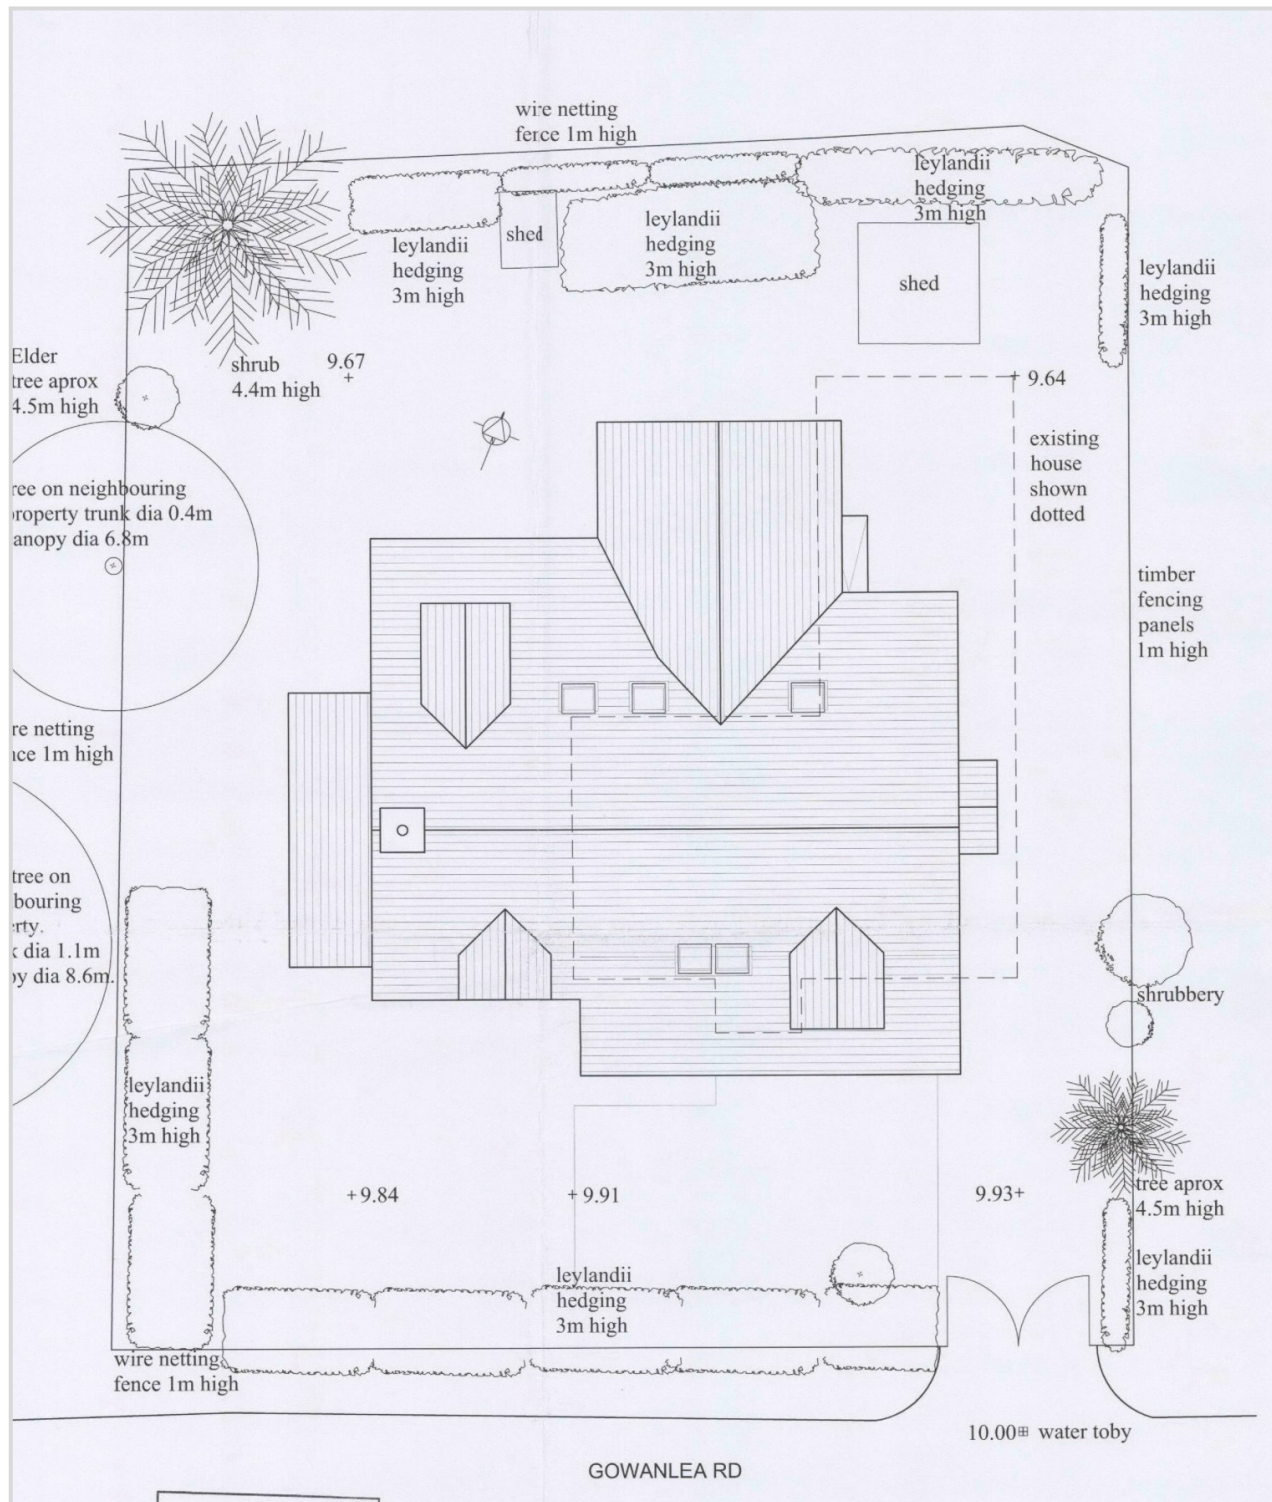 wire netting
fence 1m high
leylandii
hedging
3m high
leylandii
hedging
3m high
shed
leylandii
hedging
3m high
shed
leylandii
hedging
3m high
Elder
tree aprox
4.5m high
shrub
4.4m high
9.67
+ 9.64
existing
house
shown
dotted
ree on neighbouring
property trunk dia 0.4m
anopy dia 6.8m
timber
fencing
panels
1m high
re netting
nce 1m high
tree on
bouring
erty.
k dia 1.1m
py dia 8.6m.
shrubbery
leylandii
hedging
3m high
+9.84
+9.91
9.93+
tree aprox
4.5m high
leylandii
hedging
3m high
leylandii
hedging
3m high
wire netting
fence 1m high
10.00 water toby
GOWANLEA RD